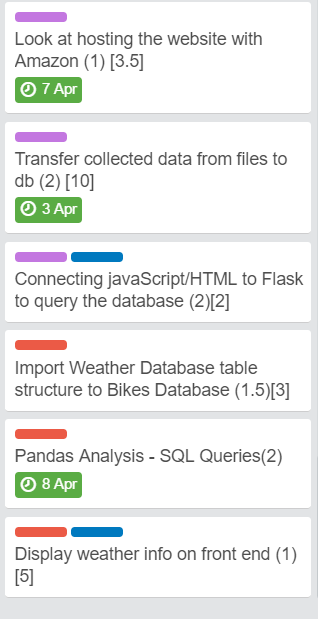 Look at hosting the website with
Amazon (1) [3.5]
7 Apr
Transfer collected data from files to
db (2) [10]
3 Apr
Connecting javaScript/HTML to Flask
to query the database (2)[2]
Import Weather Database table
structure to Bikes Database (1.5)[3]
Pandas Analysis - SQL Queries(2)
8 Apr
Display weather info on front end (1)
[5]